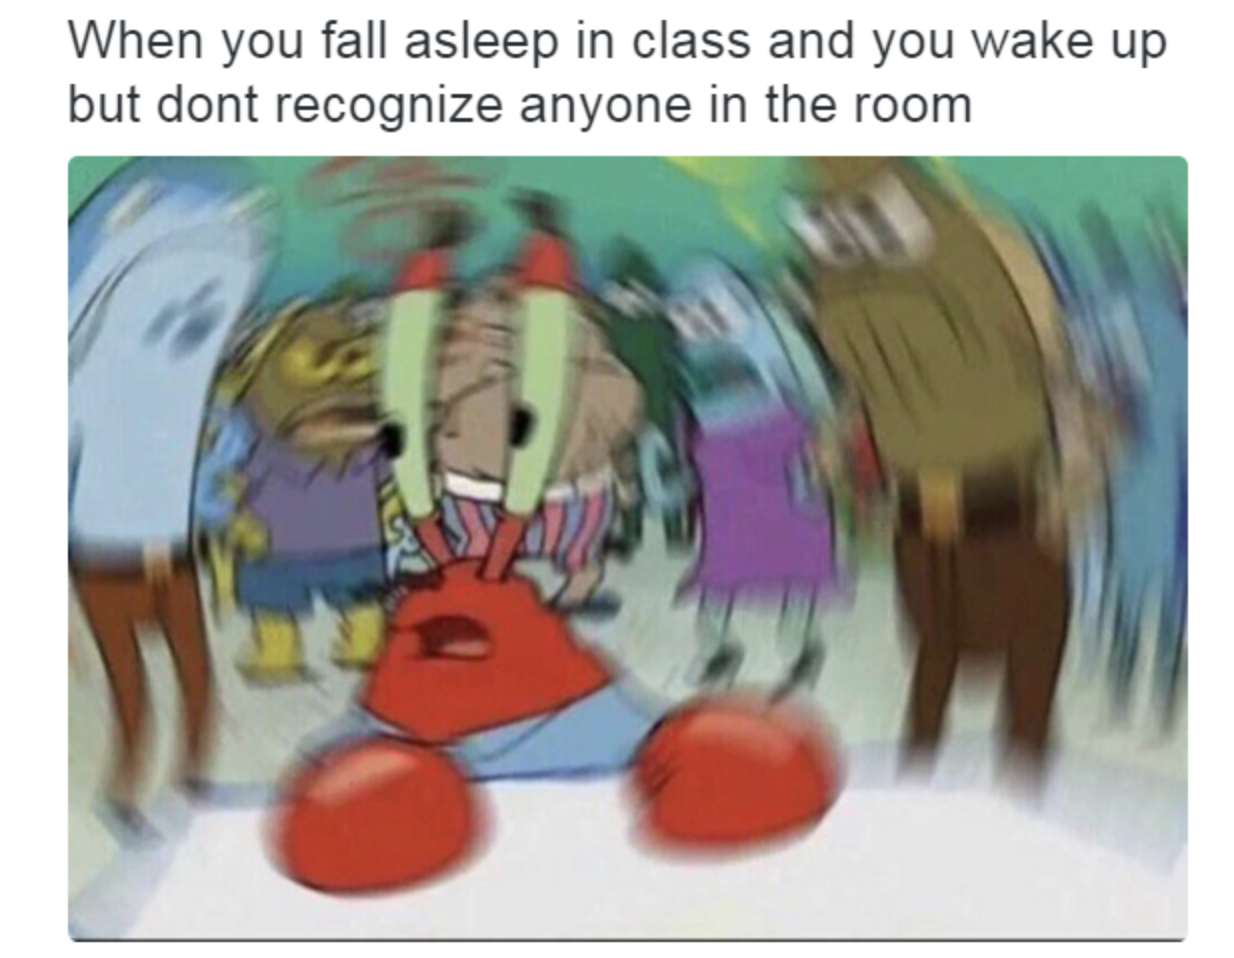 When you fall asleep in class and you wake up
but dont recognize anyone in the room